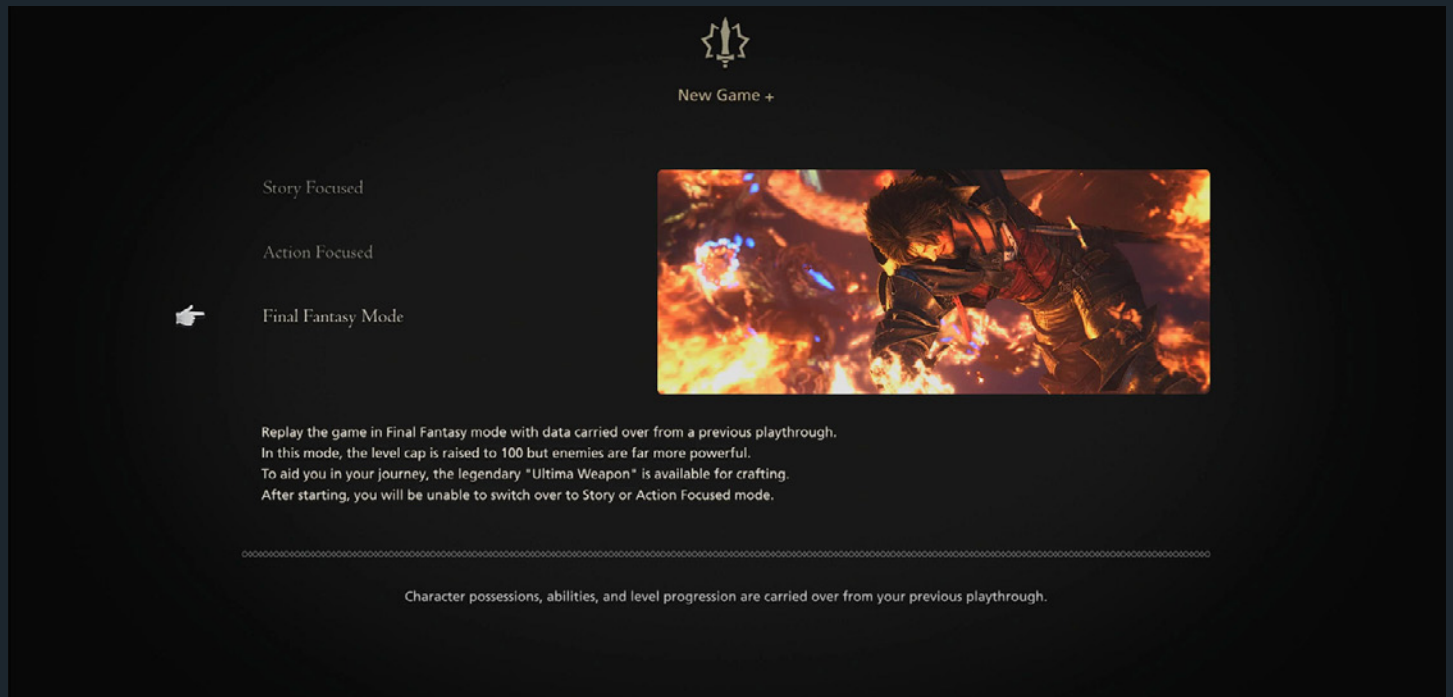 New Game +
Story Focused
Action Focused
Final Fantasy Mode
Replay the game in Final Fantasy mode with data carried over from a previous playthrough.
In this mode, the level cap is raised to 100 but enemies are far more powerful.
To aid you in your journey, the legendary "Ultima Weapon" is available for crafting.
After starting, you will be unable to switch over to Story or Action Focused mode.
Character possessions, abilities, and level progression are carried over from your previous playthrough.